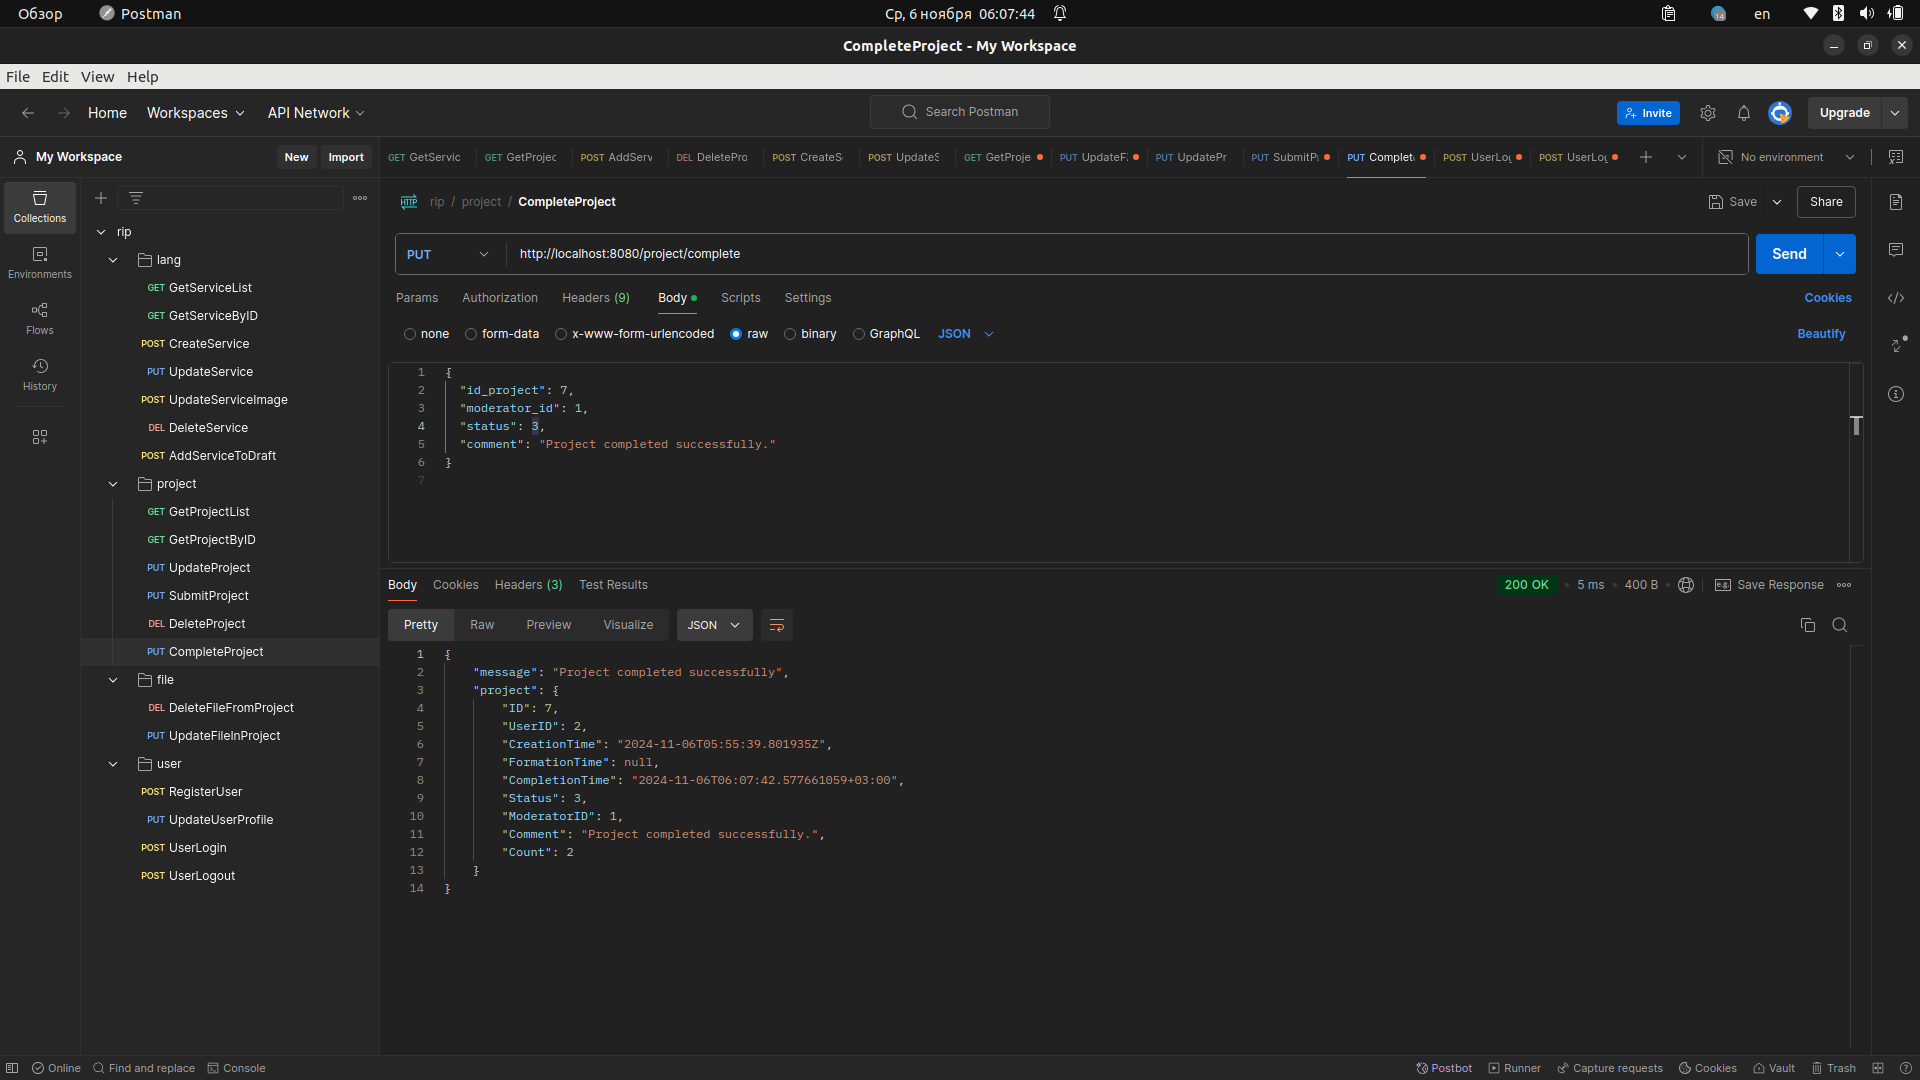 Обзор Postman Ср, 6 ноября 06:07:44 en
CompleteProject - My Workspace
File Edit View Help
Home Workspaces API Network Search Postman Invite Upgrade
My Workspace New Import GET GetServic GET GetProjec POST AddServ DEL DeletePro POST CreateS POST UpdateS GET GetProje PUT UpdateF PUT UpdatePr PUT SubmitP PUT Complet POST UserLog POST UserLog No environment
Collections
Environments
Flows
History
rip
lang
GET GetServiceList
GET GetServiceByID
POST CreateService
PUT UpdateService
POST UpdateServiceImage
DEL DeleteService
POST AddServiceToDraft
project
GET GetProjectList
GET GetProjectByID
PUT UpdateProject
PUT SubmitProject
DEL DeleteProject
PUT CompleteProject
file
DEL DeleteFileFromProject
PUT UpdateFileInProject
user
POST RegisterUser
PUT UpdateUserProfile
POST UserLogin
POST UserLogout
HTTP rip / project / CompleteProject Save Share
PUT http://localhost:8080/project/complete Send
Params Authorization Headers (9) Body Scripts Settings Cookies
none form-data x-www-form-urlencoded raw binary GraphQL JSON Beautify
1 {
2 "id_project": 7,
3 "moderator_id": 1,
4 "status": 3,
5 "comment": "Project completed successfully."
6 }
7
Body Cookies Headers (3) Test Results 200 OK 5 ms 400 B e.g. Save Response
Pretty Raw Preview Visualize JSON
1 {
2 "message": "Project completed successfully",
3 "project": {
4 "ID": 7,
5 "UserID": 2,
6 "CreationTime": "2024-11-06T05:55:39.801935Z",
7 "FormationTime": null,
8 "CompletionTime": "2024-11-06T06:07:42.577661059+03:00",
9 "Status": 3,
10 "ModeratorID": 1,
11 "Comment": "Project completed successfully.",
12 "Count": 2
13 }
14 }
Online Find and replace Console Postbot Runner Capture requests Cookies Vault Trash